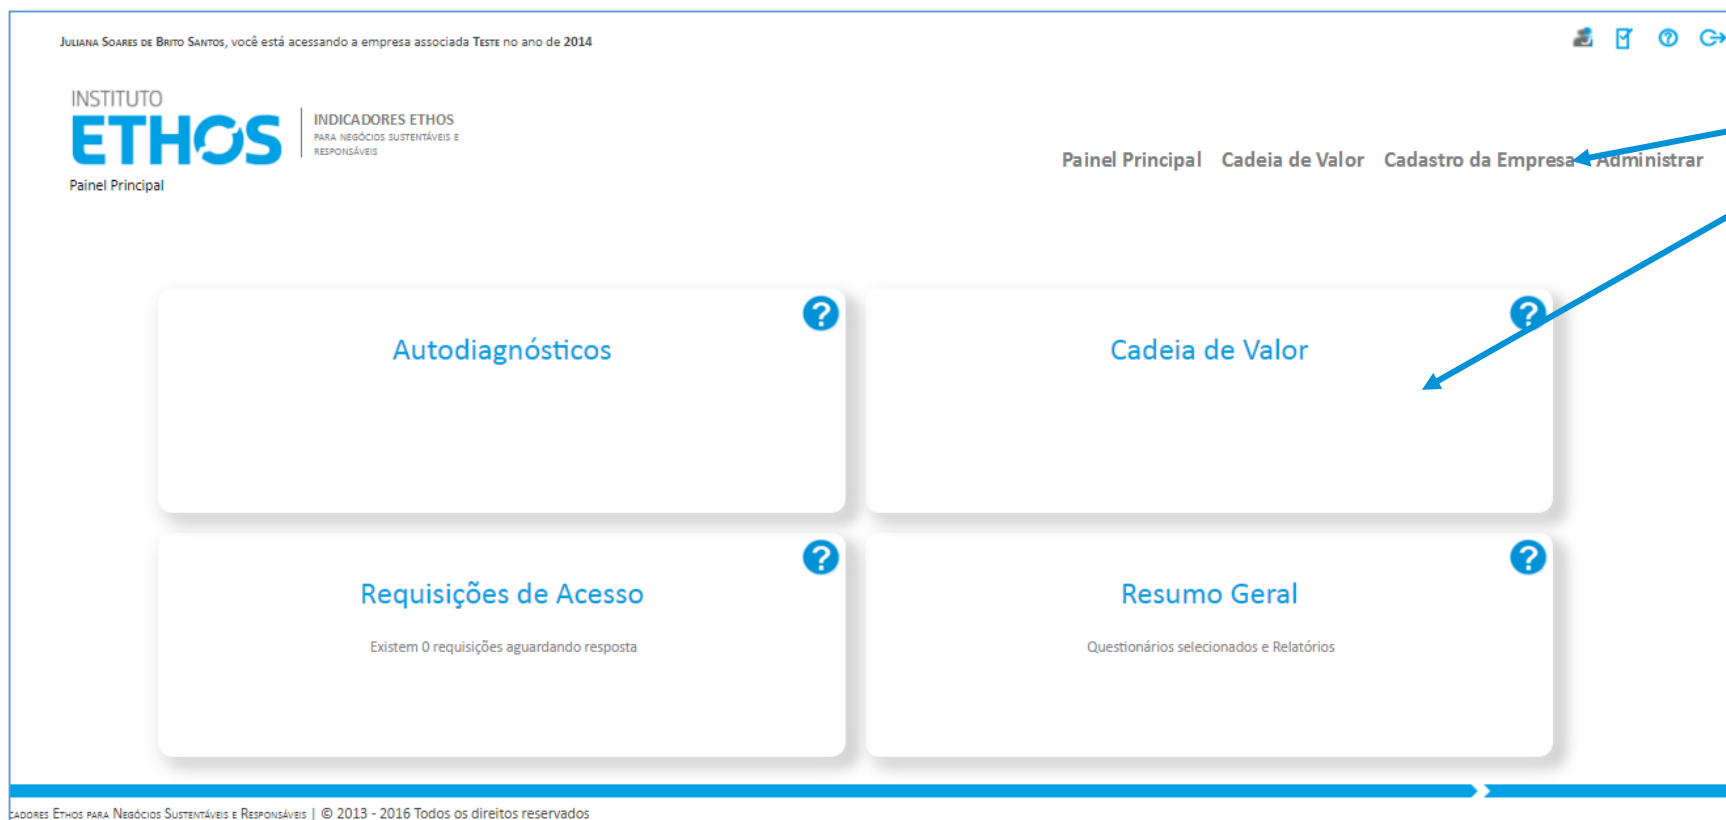 Juliana Soares de Brito Santos, você está acessando a empresa associada Teste no ano de 2014
INSTITUTO
ETHOS
INDICADORES ETHOS
PARA NEGÓCIOS SUSTENTÁVEIS E
RESPONSÁVEIS
Painel Principal
Painel Principal Cadeia de Valor Cadastro da Empresa Administrar
Autodiagnósticos
Cadeia de Valor
Requisições de Acesso
Existem 0 requisições aguardando resposta
Resumo Geral
Questionários selecionados e Relatórios
cadores Ethos para Negócios Sustentáveis e Responsáveis | © 2013 - 2016 Todos os direitos reservados